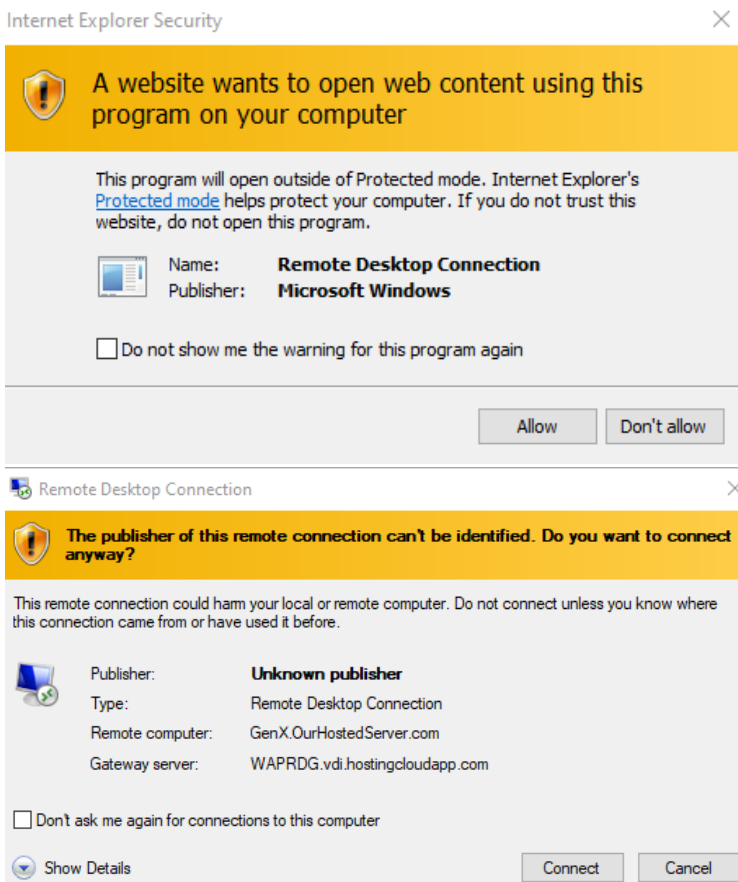 Internet Explorer Security
A website wants to open web content using this
program on your computer
This program will open outside of Protected mode. Internet Explorer's
Protected mode helps protect your computer. If you do not trust this
website, do not open this program.
Name: Remote Desktop Connection
Publisher: Microsoft Windows
Do not show me the warning for this program again
Allow Don't allow
Remote Desktop Connection
The publisher of this remote connection can't be identified. Do you want to connect
anyway?
This remote connection could harm your local or remote computer. Do not connect unless you know where
this connection came from or have used it before.
Publisher: Unknown publisher
Type: Remote Desktop Connection
Remote computer: GenX.OurHostedServer.com
Gateway server: WAPRDG.vdi.hostingcloudapp.com
Don't ask me again for connections to this computer
Show Details Connect Cancel